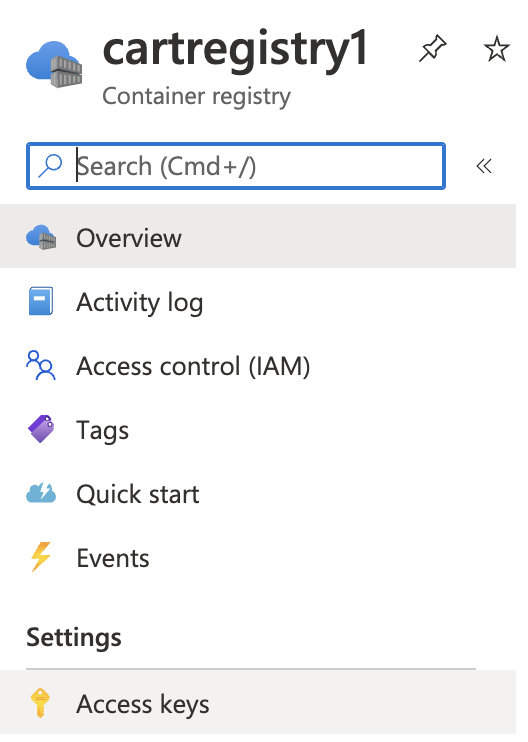 cartregistry1
Container registry
Search (Cmd+/)
Overview
Activity log
Access control (IAM)
Tags
Quick start
Events
Settings
Access keys